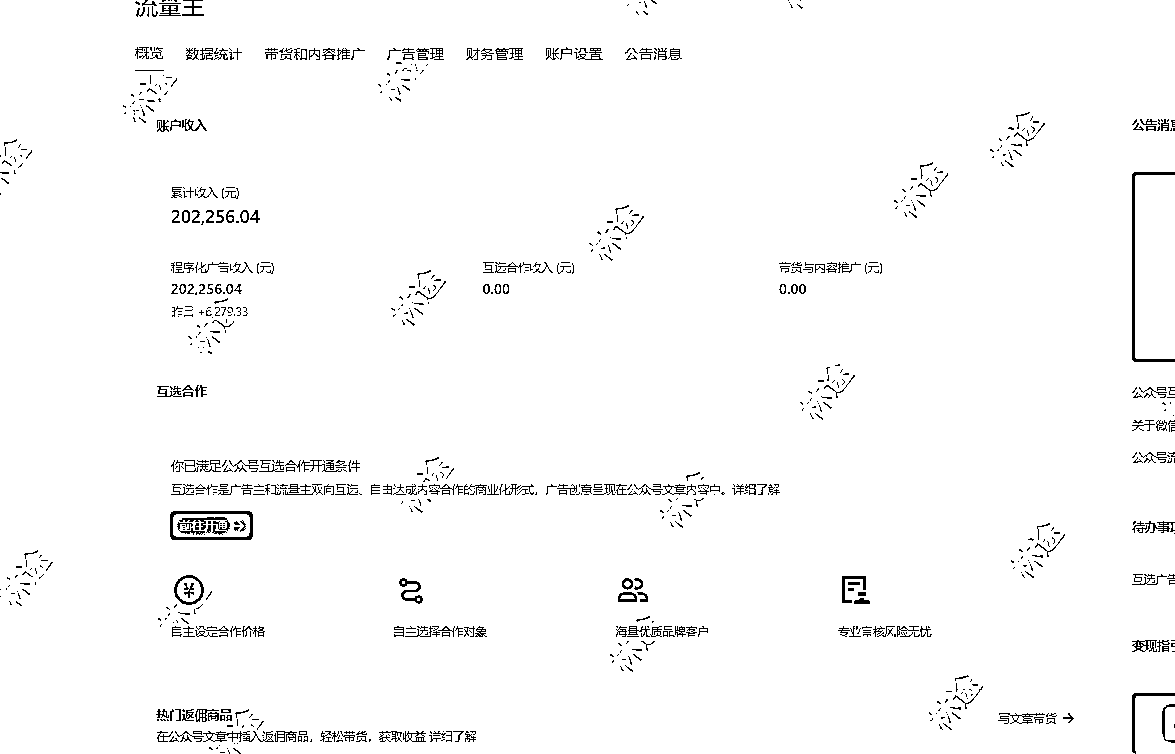 流量主
概览 数据统计 带货和内容推广 广告管理 财务管理 账户设置 公告消息
账户收入
公告消息
累计收入 (元)
202,256.04
程序化广告收入 (元) 互选合作收入 (元) 带货与内容推广 (元)
202,256.04 0.00 0.00
昨日 +6,279.33
互选合作
公众号互
关于微信
公众号流
你已满足公众号互选合作开通条件
互选合作是广告主和流量主双向互选、自由达成内容合作的商业化形式，广告创意呈现在公众号文章内容中。详细了解
前往开通
待办事项
互选广告
自主设定合作价格 自主选择合作对象 海量优质品牌客户 专业审核风险无忧
变现指引
热门返佣商品
写文章带货 →
在公众号文章中插入返佣商品，轻松带货，获取收益 详细了解